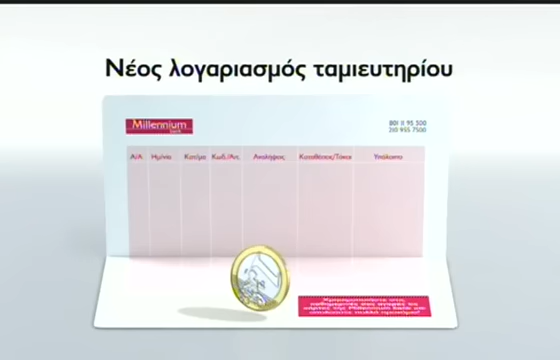 Νέος λογαριασμός ταμιευτηρίου
Millennium
bank
801 11 95 500
210 955 7500
Α/Α Ημ/νία Κατ/μα Κωδ./Αιτ. Αναλήψεις Καταθέσεις/Τόκοι Υπόλοιπο